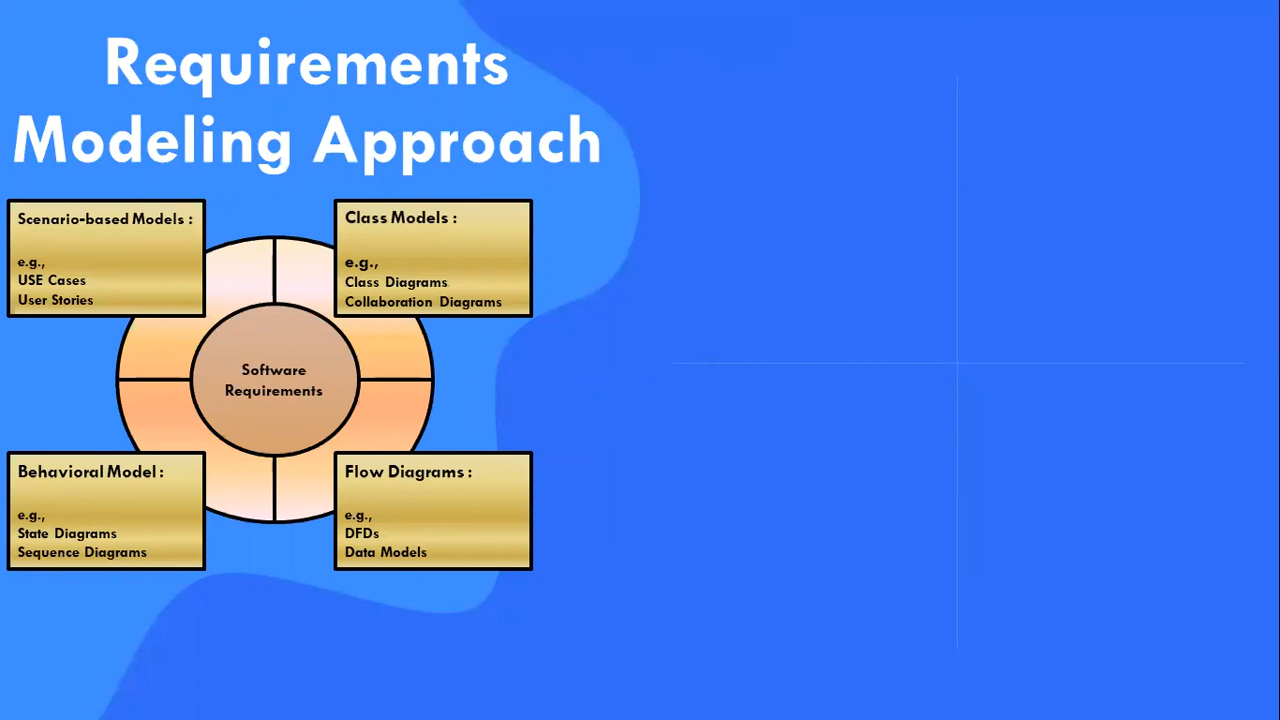 Requirements
Modeling Approach
Scenario-based Models :
e.g.,
USE Cases
User Stories
Class Models :
e.g.,
Class Diagrams
Collaboration Diagrams
Software
Requirements
Behavioral Model :
e.g.,
State Diagrams
Sequence Diagrams
Flow Diagrams :
e.g.,
DFDs
Data Models